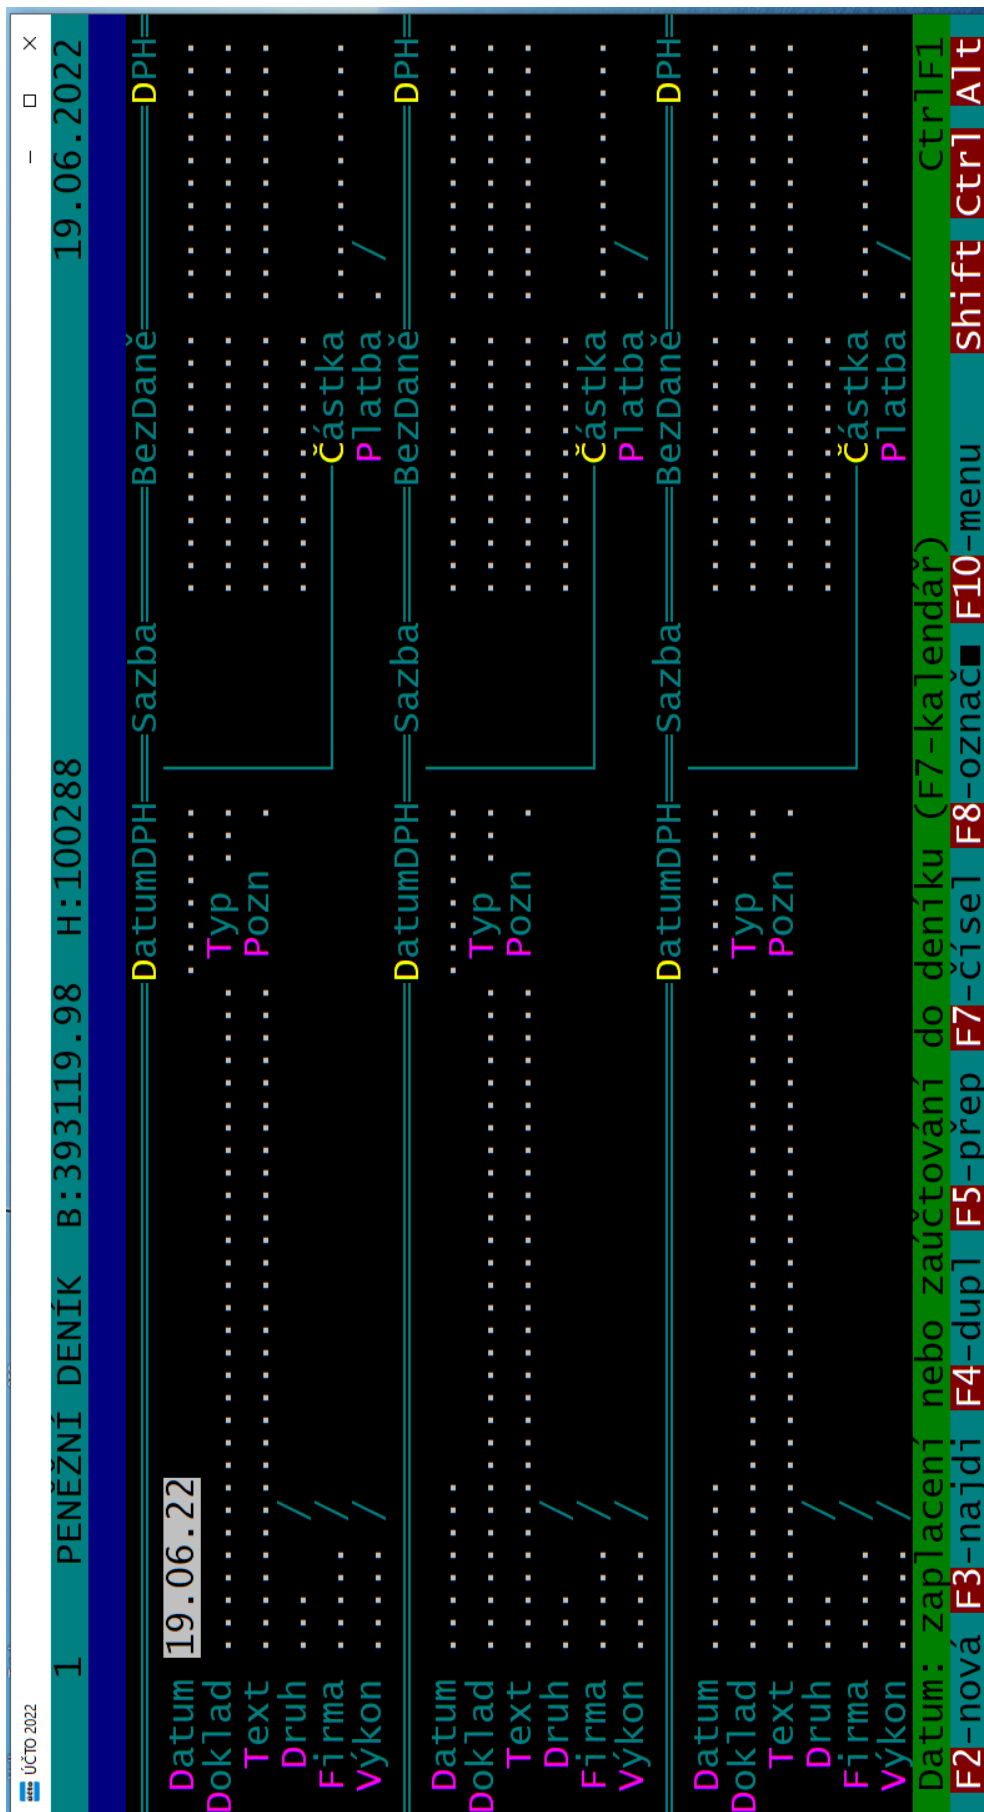 ÚČTO 2022
1 PENĚŽNÍ DENÍK B:393119.98 H:100288 19.06.2022
DatumDPH Sazba BezDaně DPH
Datum 19.06.22
Doklad Typ
Text Pozn
Druh /
Firma / Částka
Výkon / Platba . /
DatumDPH Sazba BezDaně DPH
Datum
Doklad Typ
Text Pozn
Druh /
Firma / Částka
Výkon / Platba . /
DatumDPH Sazba BezDaně DPH
Datum
Doklad Typ
Text Pozn
Druh /
Firma / Částka
Výkon / Platba . /
Datum: zaplacení nebo zaúčtování do deníku (F7-kalendář) CtrlF1
F2-nová F3-najdi F4-dupl F5-přep F7-čísel F8-označ■ F10-menu Shift Ctrl Alt